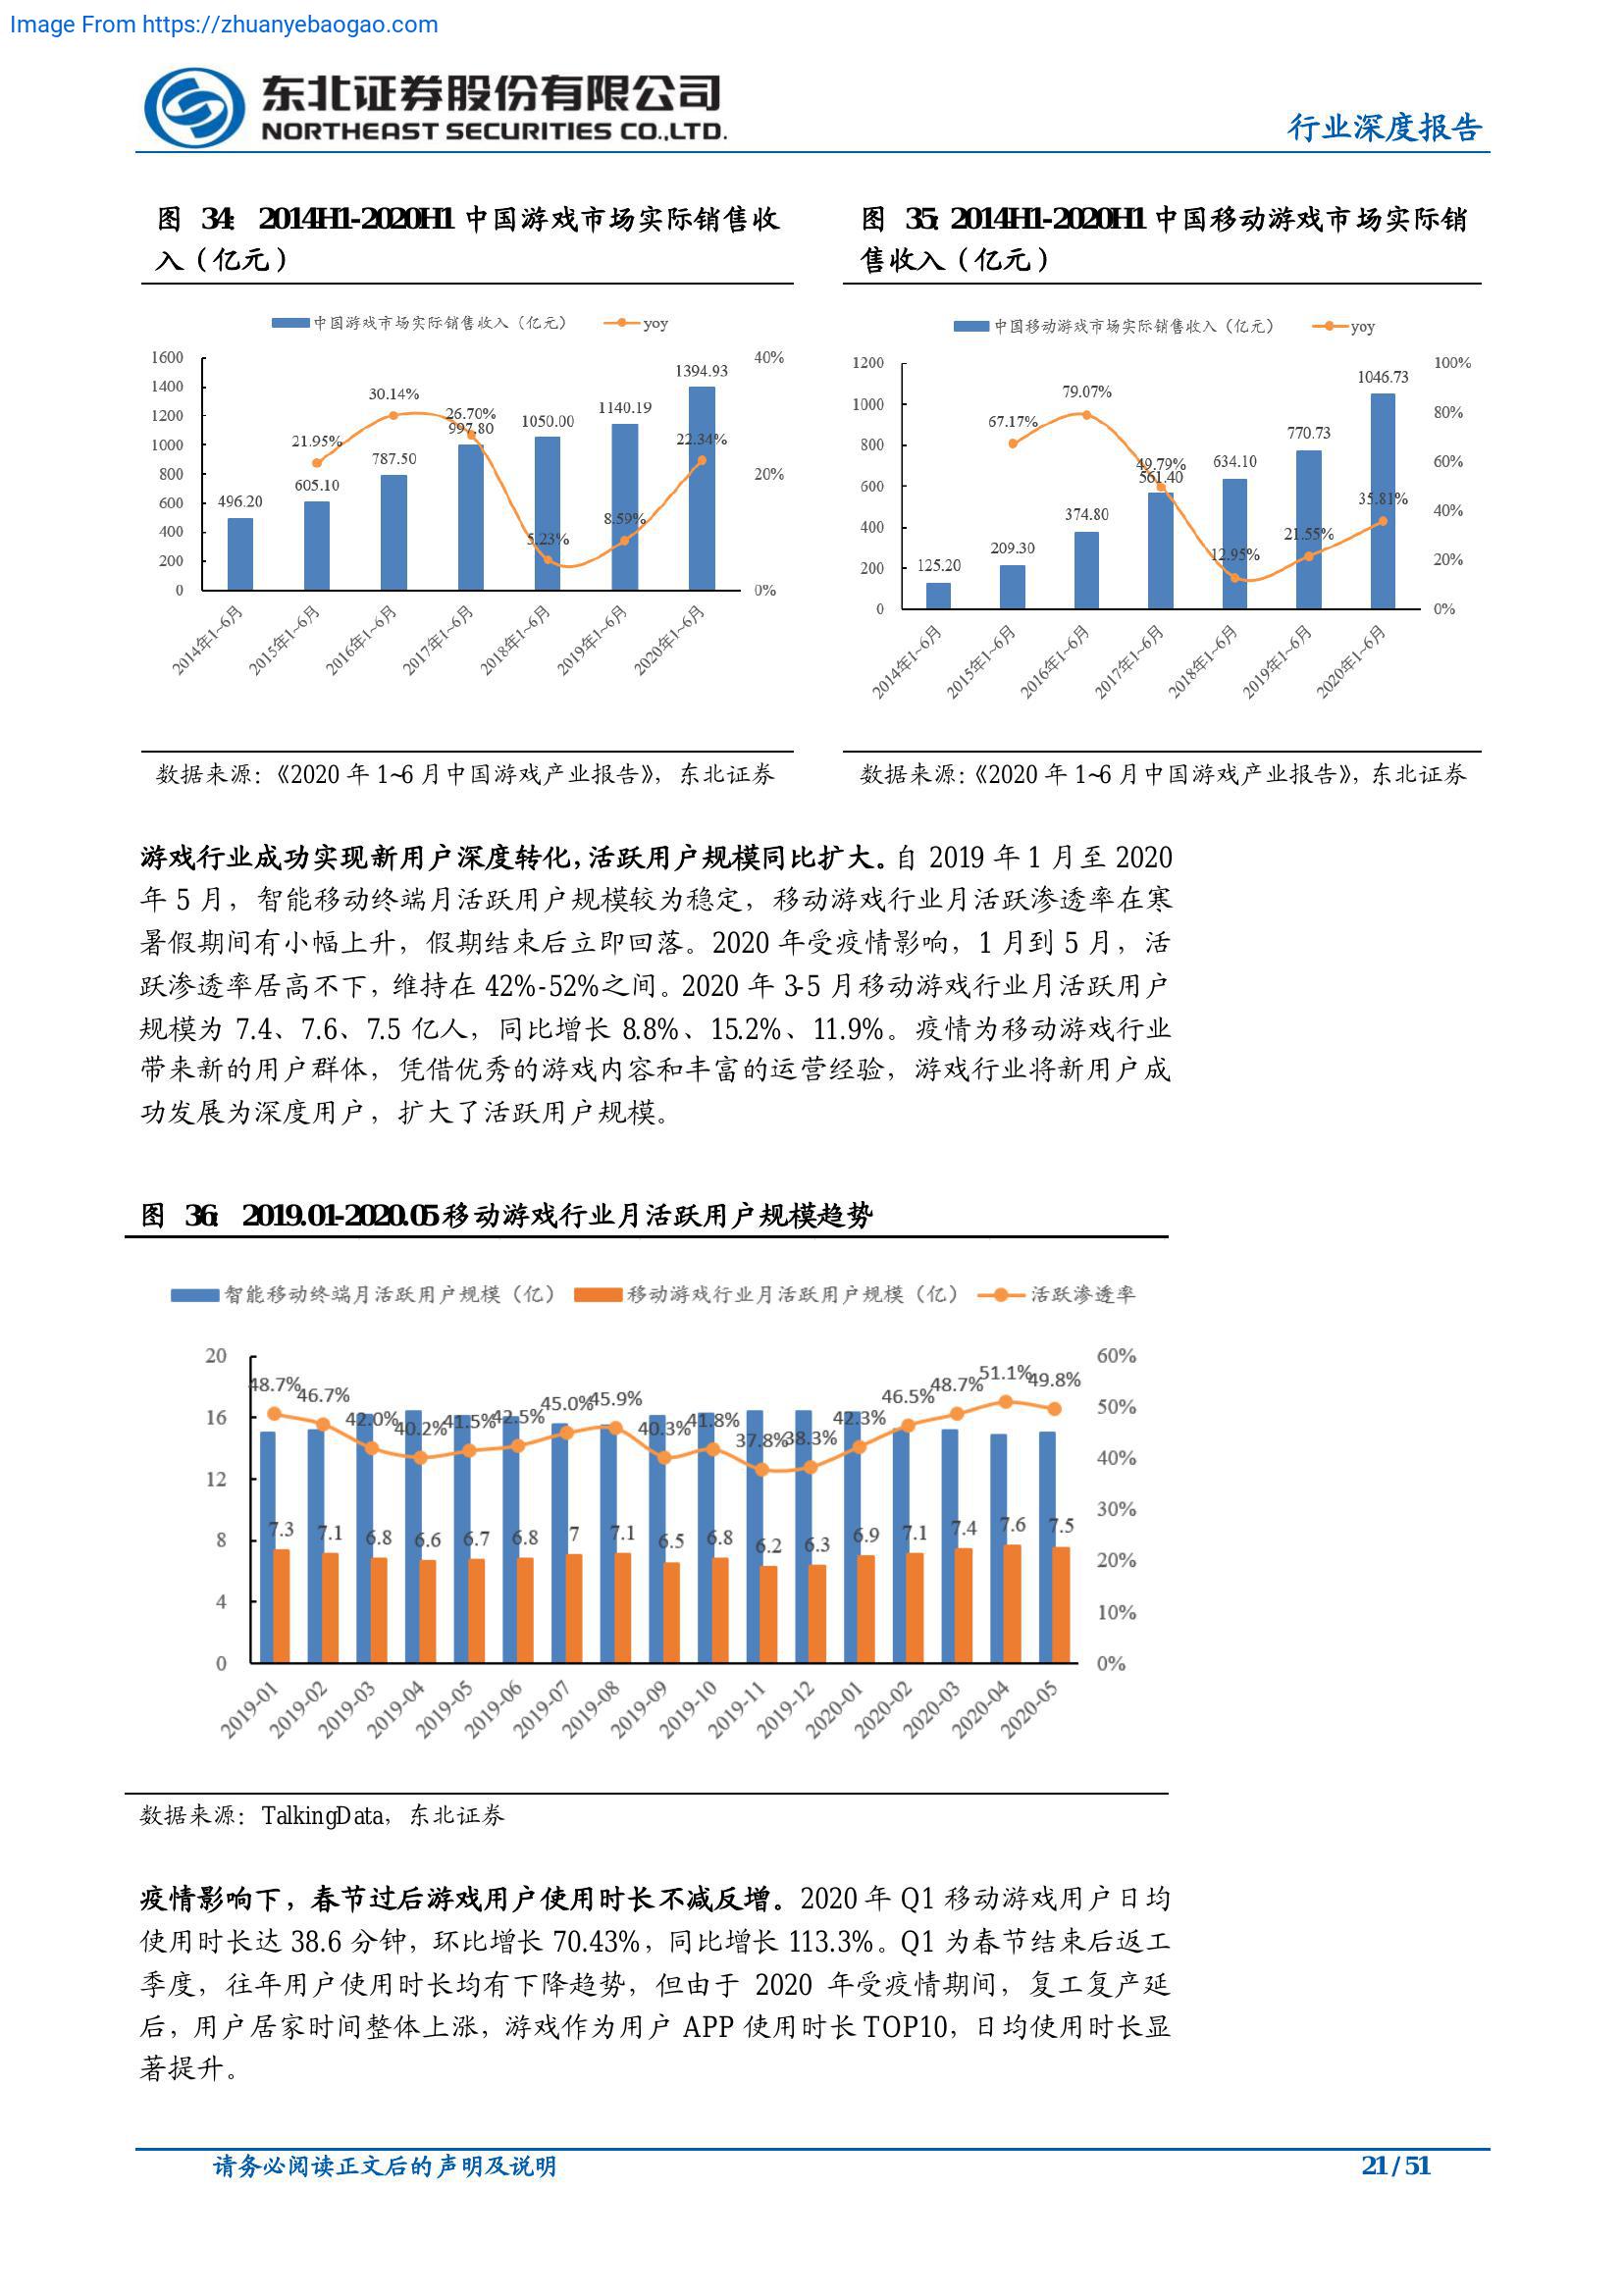 Image From https://zhuanyebaogao.com
东北证券股份有限公司
NORTHEAST SECURITIES CO.,LTD.
行业深度报告
图 34: 2014H1-2020H1 中国游戏市场实际销售收
入（亿元）
中国游戏市场实际销售收入（亿元） yoy
1600
1400
1200
1000
800
600
400
200
0
40%
20%
0%
496.20
605.10
787.50
997.80
1050.00
1140.19
1394.93
21.95%
30.14%
26.70%
5.23%
8.59%
22.34%
2014年1~6月
2015年1~6月
2016年1~6月
2017年1~6月
2018年1~6月
2019年1~6月
2020年1~6月
数据来源：《2020 年 1~6 月中国游戏产业报告》，东北证券
图 35: 2014H1-2020H1 中国移动游戏市场实际销
售收入（亿元）
中国移动游戏市场实际销售收入（亿元） yoy
1200
1000
800
600
400
200
0
100%
80%
60%
40%
20%
0%
125.20
209.30
374.80
561.40
634.10
770.73
1046.73
67.17%
79.07%
49.79%
12.95%
21.55%
35.81%
2014年1~6月
2015年1~6月
2016年1~6月
2017年1~6月
2018年1~6月
2019年1~6月
2020年1~6月
数据来源：《2020 年 1~6 月中国游戏产业报告》，东北证券
游戏行业成功实现新用户深度转化，活跃用户规模同比扩大。自 2019 年 1 月至 2020
年 5 月，智能移动终端月活跃用户规模较为稳定，移动游戏行业月活跃渗透率在寒
暑假期间有小幅上升，假期结束后立即回落。2020 年受疫情影响，1 月到 5 月，活
跃渗透率居高不下，维持在 42%-52%之间。2020 年 3-5 月移动游戏行业月活跃用户
规模为 7.4、7.6、7.5 亿人，同比增长 8.8%、15.2%、11.9%。疫情为移动游戏行业
带来新的用户群体，凭借优秀的游戏内容和丰富的运营经验，游戏行业将新用户成
功发展为深度用户，扩大了活跃用户规模。
图 36: 2019.01-2020.05 移动游戏行业月活跃用户规模趋势
智能移动终端月活跃用户规模（亿） 移动游戏行业月活跃用户规模（亿） 活跃渗透率
20
16
12
8
4
0
60%
50%
40%
30%
20%
10%
0%
48.7%
46.7%
42.0%
40.2%
41.5%
42.5%
45.0%
45.9%
40.3%
41.8%
37.8%
38.3%
42.3%
46.5%
48.7%
51.1%
49.8%
7.3
7.1
6.8
6.6
6.7
6.8
7
7.1
6.5
6.8
6.2
6.3
6.9
7.1
7.4
7.6
7.5
2019-01
2019-02
2019-03
2019-04
2019-05
2019-06
2019-07
2019-08
2019-09
2019-10
2019-11
2019-12
2020-01
2020-02
2020-03
2020-04
2020-05
数据来源：TalkingData，东北证券
疫情影响下，春节过后游戏用户使用时长不减反增。2020 年 Q1 移动游戏用户日均
使用时长达 38.6 分钟，环比增长 70.43%，同比增长 113.3%。Q1 为春节结束后返工
季度，往年用户使用时长均有下降趋势，但由于 2020 年受疫情期间，复工复产延
后，用户居家时间整体上涨，游戏作为用户 APP 使用时长 TOP10，日均使用时长显
著提升。
请务必阅读正文后的声明及说明
21 / 51